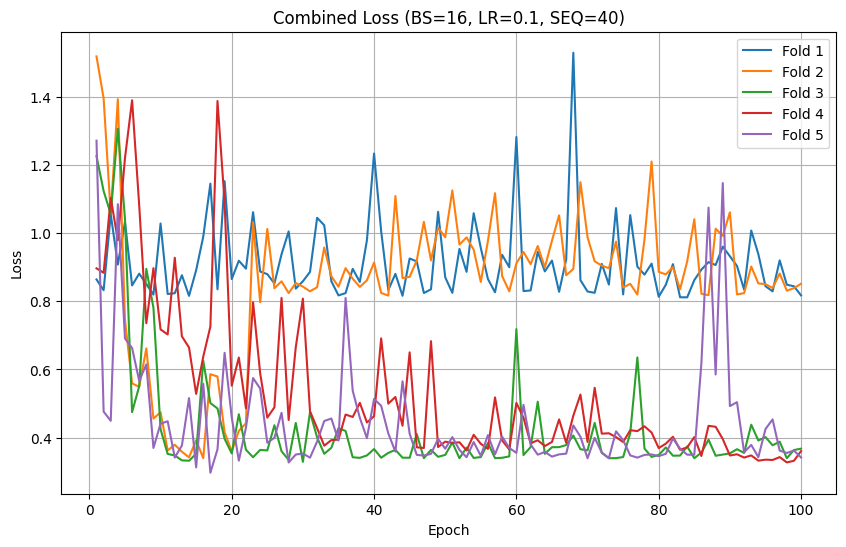 Combined Loss (BS=16, LR=0.1, SEQ=40)
Fold 1
Fold 2
Fold 3
Fold 4
Fold 5
Loss
1.4
1.2
1.0
0.8
0.6
0.4
0 20 40 60 80 100
Epoch